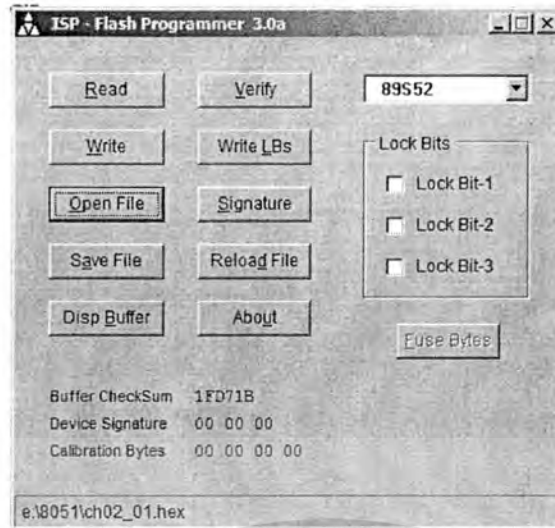 ISP - Flash Programmer 3.0a
Read Verify 89S52
Write Write LBs Lock Bits
Open File Signature Lock Bit-1
Save File Reload File Lock Bit-2
Disp Buffer About Lock Bit-3
Fuse Bytes
Buffer CheckSum 1FD71B
Device Signature 00 00 00
Calibration Bytes 00 00 00 00
e:\8051\ch02_01.hex